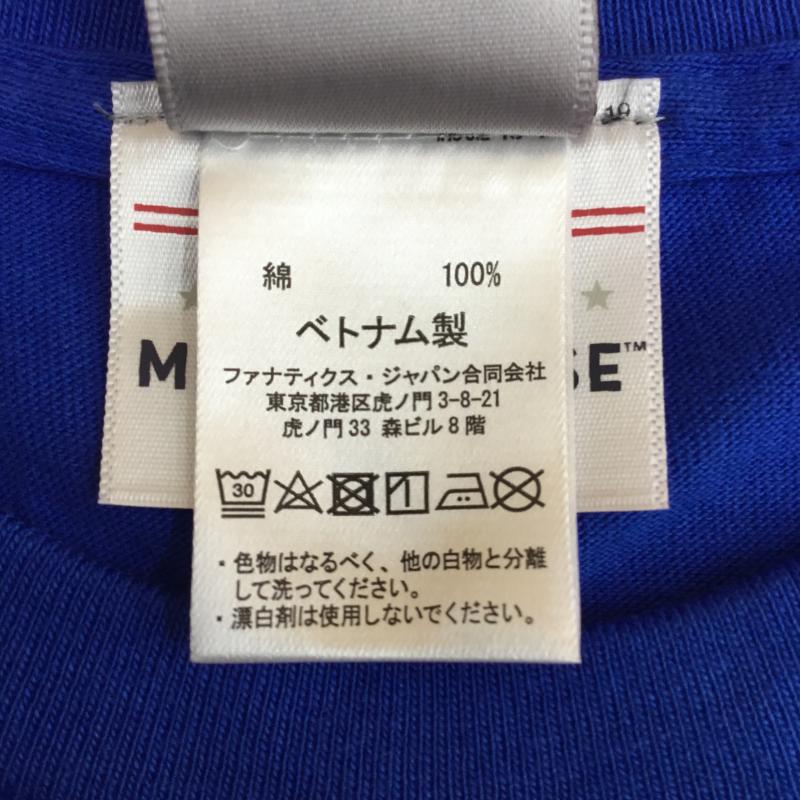 19
綿 100%
ベトナム製
M SE™
ファナティクス・ジャパン合同会社
東京都港区虎ノ門3-8-21
虎ノ門33 森ビル8階
30
・色物はなるべく、他の白物と分離
して洗ってください。
・漂白剤は使用しないでください。